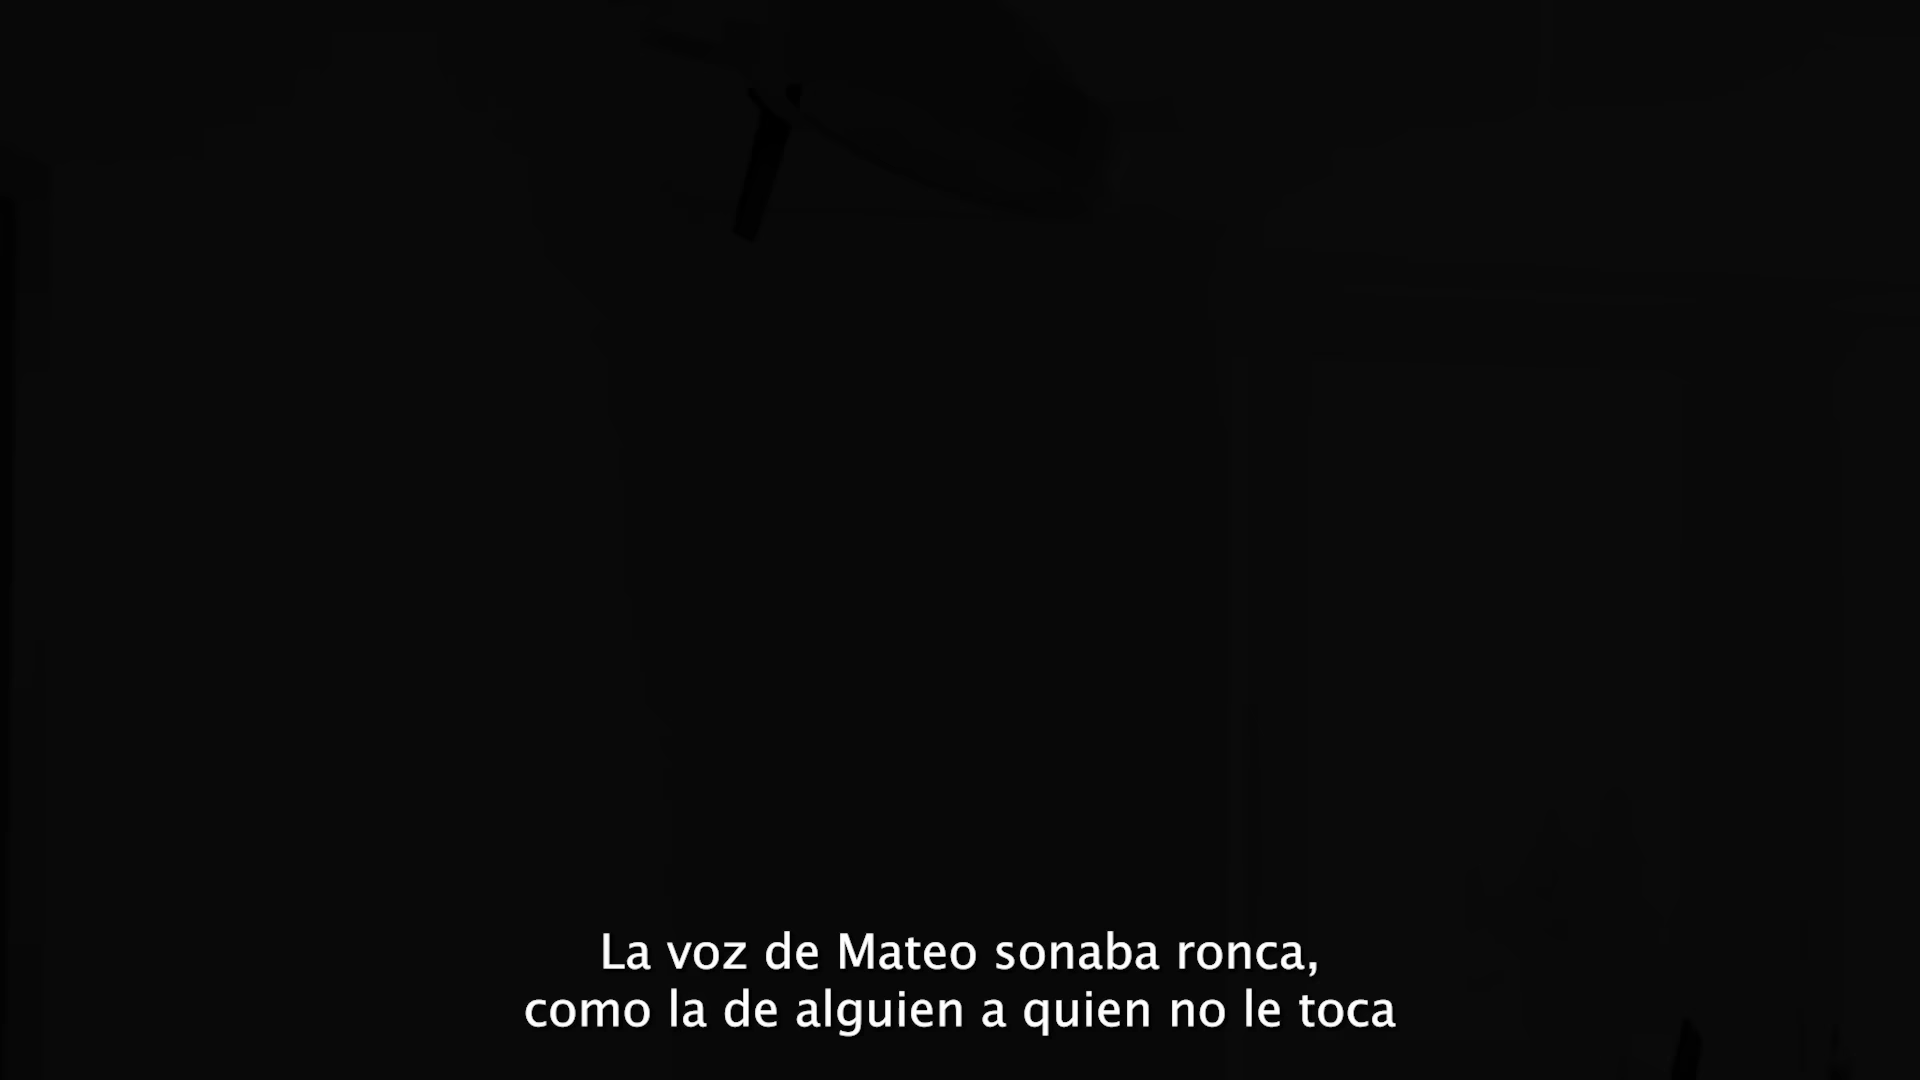 La voz de Mateo sonaba ronca,
como la de alguien a quien no le toca